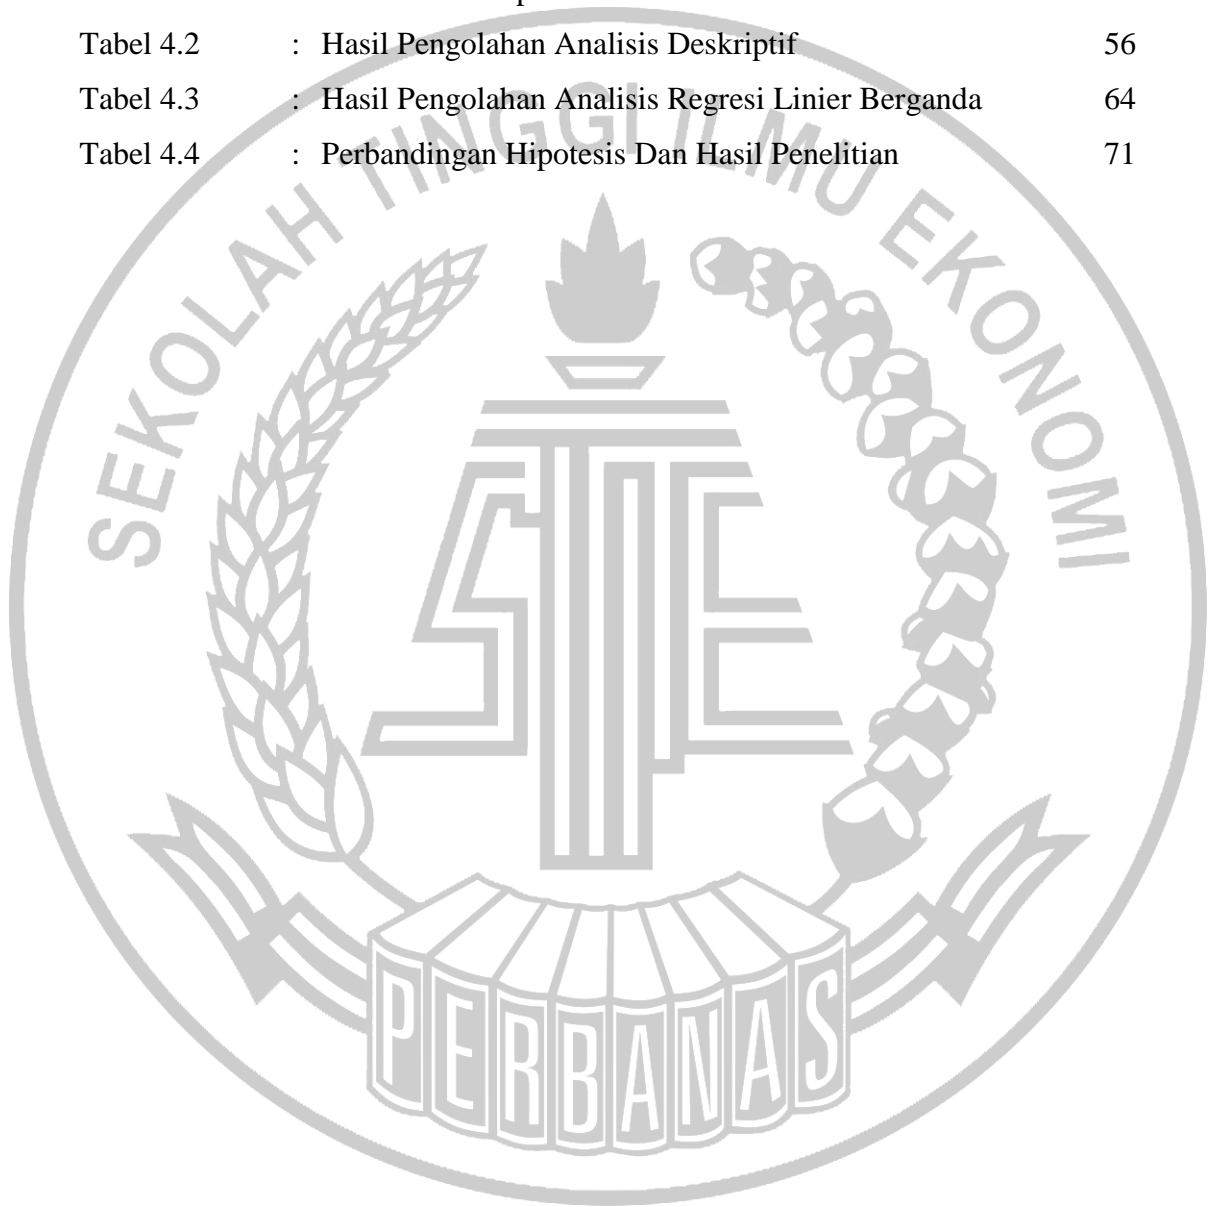 Tabel 4.2 : Hasil Pengolahan Analisis Deskriptif 56
Tabel 4.3 : Hasil Pengolahan Analisis Regresi Linier Berganda 64
Tabel 4.4 : Perbandingan Hipotesis Dan Hasil Penelitian 71
SEKOLAH TINGGI ILMU EKONOMI
STIE
PERBANAS